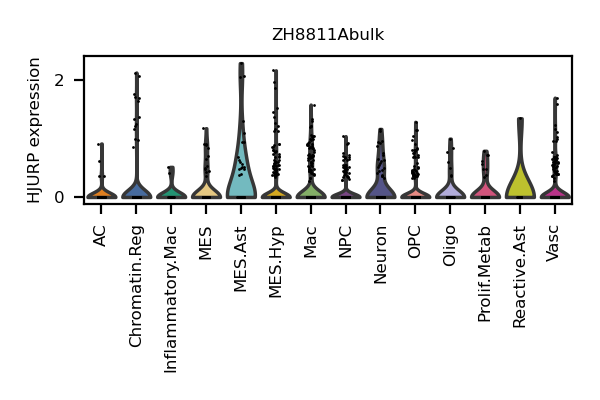 ZH8811Abulk
HJURP expression
2
0
AC
Chromatin.Reg
Inflammatory.Mac
MES
MES.Ast
MES.Hyp
Mac
NPC
Neuron
OPC
Oligo
Prolif.Metab
Reactive.Ast
Vasc